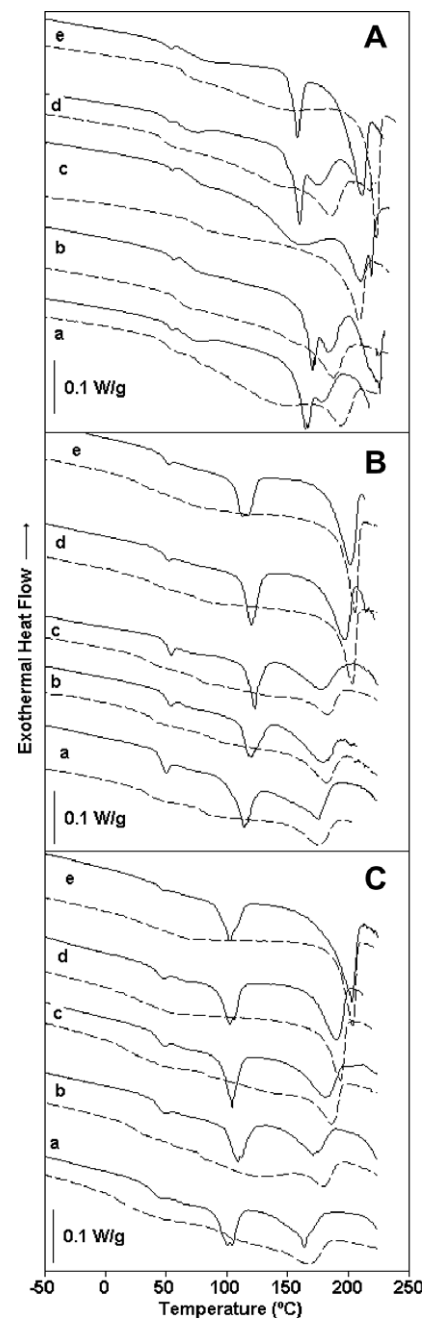 A
e
d
c
b
a
0.1 W/g
B
e
d
c
b
a
0.1 W/g
C
e
d
c
b
a
0.1 W/g
Exothermal Heat Flow →
-50 0 50 100 150 200 250
Temperature (ºC)